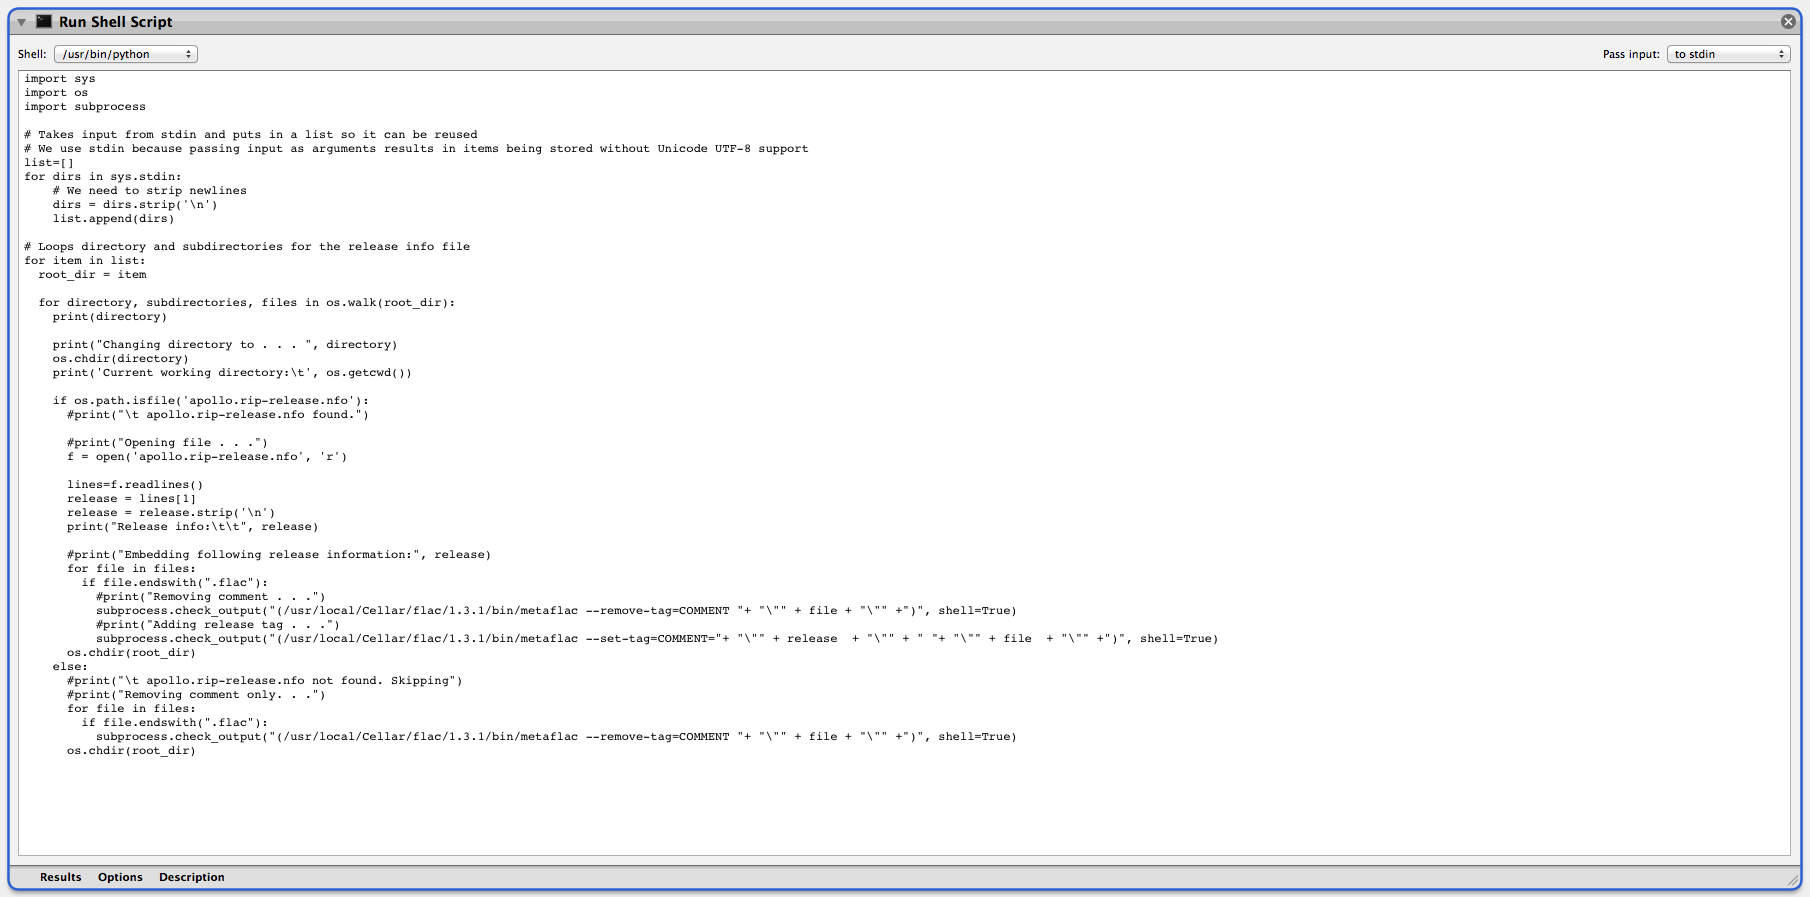 Run Shell Script
Shell: /usr/bin/python Pass input: to stdin
import sys
import os
import subprocess

# Takes input from stdin and puts in a list so it can be reused
# We use stdin because passing input as arguments results in items being stored without Unicode UTF-8 support
list=[]
for dirs in sys.stdin:
    # We need to strip newlines
    dirs = dirs.strip('\n')
    list.append(dirs)

# Loops directory and subdirectories for the release info file
for item in list:
  root_dir = item

  for directory, subdirectories, files in os.walk(root_dir):
    print(directory)

    print("Changing directory to . . . ", directory)
    os.chdir(directory)
    print('Current working directory:\t', os.getcwd())

    if os.path.isfile('apollo.rip-release.nfo'):
      #print("\t apollo.rip-release.nfo found.")

      #print("Opening file . . .")
      f = open('apollo.rip-release.nfo', 'r')

      lines=f.readlines()
      release = lines[1]
      release = release.strip('\n')
      print("Release info:\t\t", release)

      #print("Embedding following release information:", release)
      for file in files:
        if file.endswith(".flac"):
          #print("Removing comment . . .")
          subprocess.check_output("(/usr/local/Cellar/flac/1.3.1/bin/metaflac --remove-tag=COMMENT "+ "\"" + file + "\"" +")", shell=True)
          #print("Adding release tag . . .")
          subprocess.check_output("(/usr/local/Cellar/flac/1.3.1/bin/metaflac --set-tag=COMMENT="+ "\"" + release  + "\"" + " "+ "\"" + file  + "\"" +")", shell=True)
      os.chdir(root_dir)
    else:
      #print("\t apollo.rip-release.nfo not found. Skipping")
      #print("Removing comment only. . .")
      for file in files:
        if file.endswith(".flac"):
          subprocess.check_output("(/usr/local/Cellar/flac/1.3.1/bin/metaflac --remove-tag=COMMENT "+ "\"" + file + "\"" +")", shell=True)
      os.chdir(root_dir)
Results Options Description